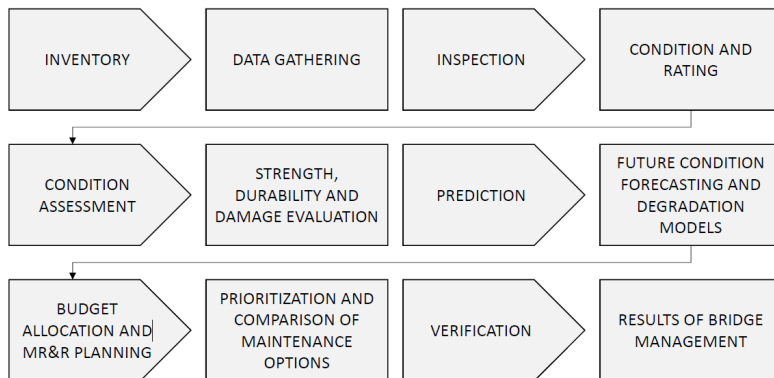 INVENTORY
DATA GATHERING
INSPECTION
CONDITION AND
RATING
CONDITION
ASSESSMENT
STRENGTH,
DURABILITY AND
DAMAGE EVALUATION
PREDICTION
FUTURE CONDITION
FORECASTING AND
DEGRADATION
MODELS
BUDGET
ALLOCATION AND
MR&R PLANNING
PRIORITIZATION AND
COMPARISON OF
MAINTENANCE
OPTIONS
VERIFICATION
RESULTS OF BRIDGE
MANAGEMENT